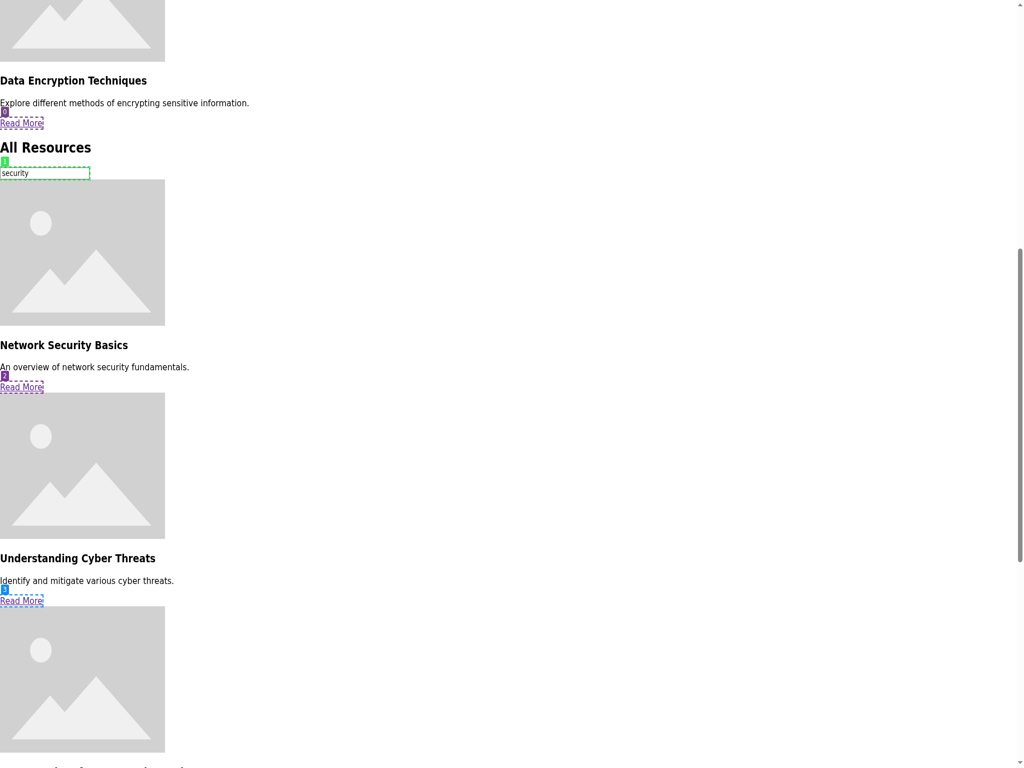 Data Encryption Techniques
Explore different methods of encrypting sensitive information.
0
Read More
All Resources
1
security
Network Security Basics
An overview of network security fundamentals.
2
Read More
Understanding Cyber Threats
Identify and mitigate various cyber threats.
3
Read More